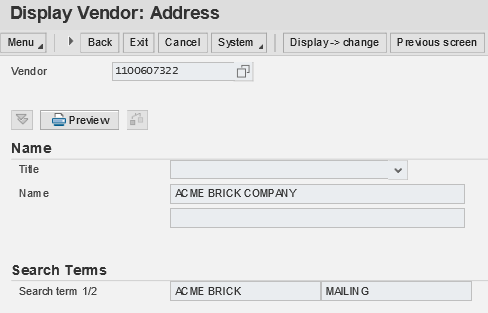 Display Vendor: Address
Menu Back Exit Cancel System Display -> change Previous screen
Vendor 1100607322
Preview
Name
Title
Name ACME BRICK COMPANY
Search Terms
Search term 1/2 ACME BRICK MAILING